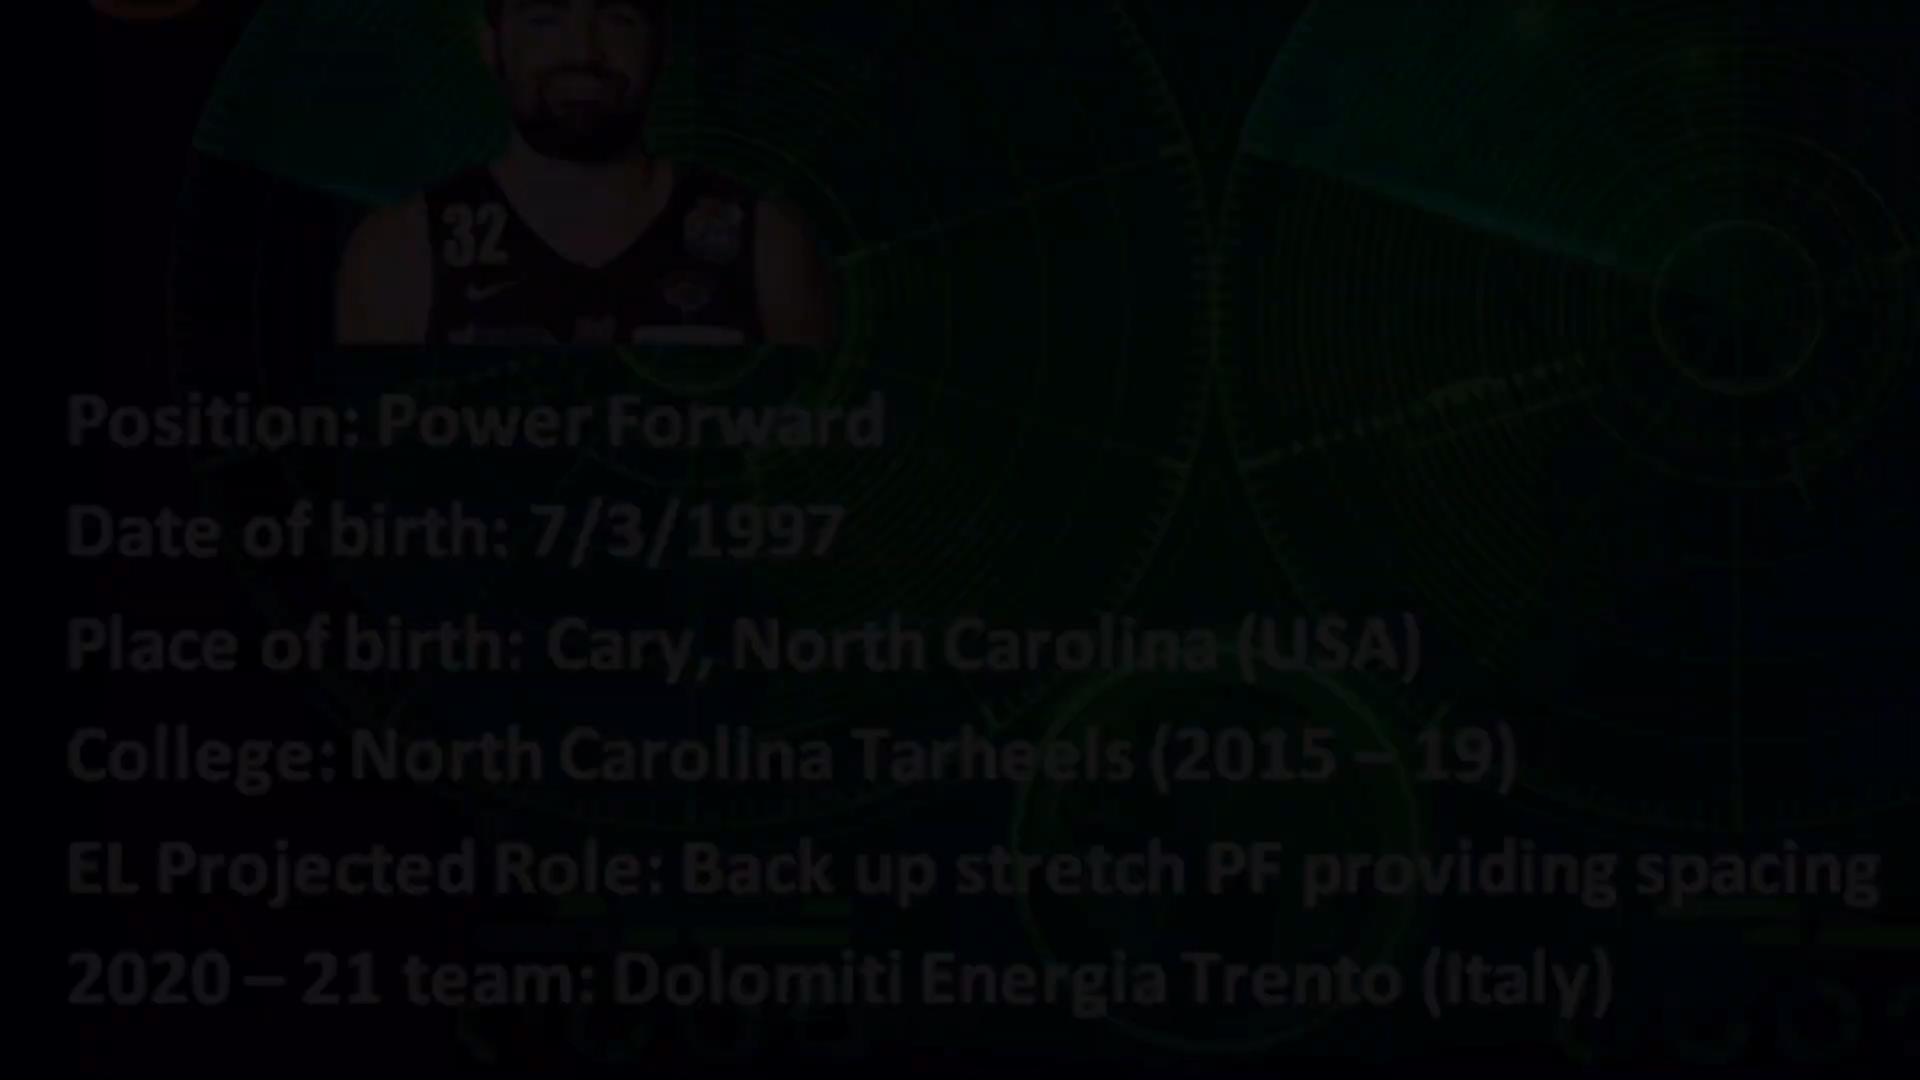 32
Position: Power Forward
Date of birth: 7/3/1997
Place of birth: Cary, North Carolina (USA)
College: North Carolina Tarheels (2015 – 19)
EL Projected Role: Back up stretch PF providing spacing
2020 – 21 team: Dolomiti Energia Trento (Italy)